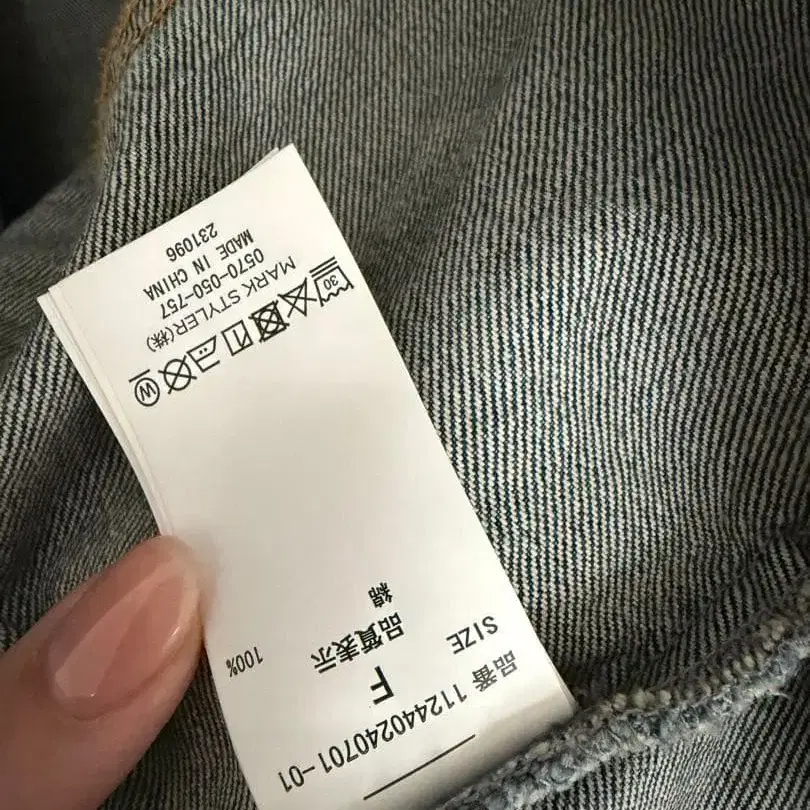 品番 112440240701-01
SIZE F
品質表示
綿 100%
30
W
MARK STYLER(株)
0570-050-757
MADE IN CHINA
231096